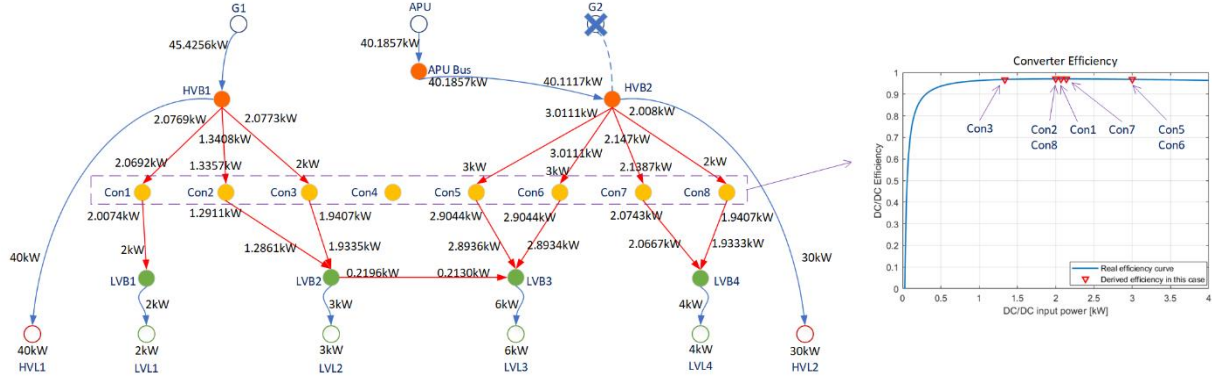 G1
APU
G2
45.4256kW
40.1857kW
APU Bus
40.1857kW
40.1117kW
HVB1
HVB2
2.0769kW
2.0773kW
1.3408kW
3.0111kW
2.008kW
2.147kW
3.0111kW
2.0692kW
1.3357kW
2kW
3kW
3kW
2.1387kW
2kW
Con1
Con2
Con3
Con4
Con5
Con6
Con7
Con8
2.0074kW
1.2911kW
1.9407kW
2.9044kW
2.9044kW
2.0743kW
1.9407kW
40kW
2kW
1.2861kW
1.9335kW
2.8936kW
2.8934kW
2.0667kW
1.9333kW
30kW
0.2196kW
0.2130kW
LVB1
LVB2
LVB3
LVB4
2kW
3kW
6kW
4kW
40kW
2kW
3kW
6kW
4kW
30kW
HVL1
LVL1
LVL2
LVL3
LVL4
HVL2
Converter Efficiency
1
0.9
0.8
0.7
0.6
0.5
0.4
0.3
0.2
0.1
0
DC/DC Efficiency
Con3
Con2
Con8
Con1
Con7
Con5
Con6
Real efficiency curve
Derived efficiency in this case
0
0.5
1
1.5
2
2.5
3
3.5
4
DC/DC input power [kW]